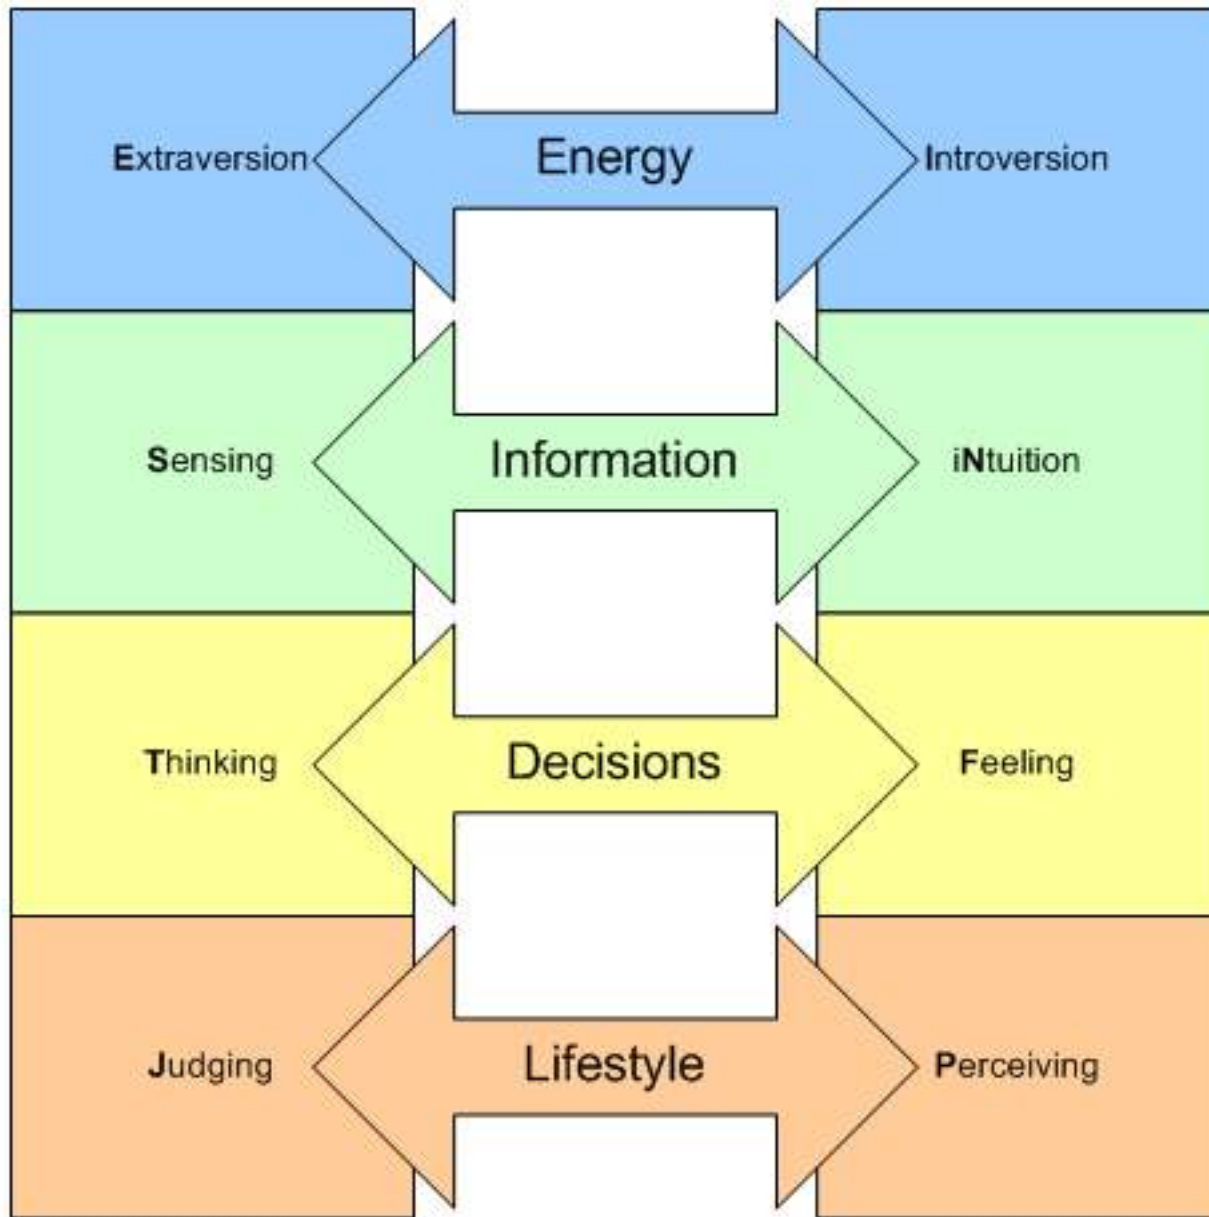 Extraversion Energy Introversion
Sensing Information iNtuition
Thinking Decisions Feeling
Judging Lifestyle Perceiving